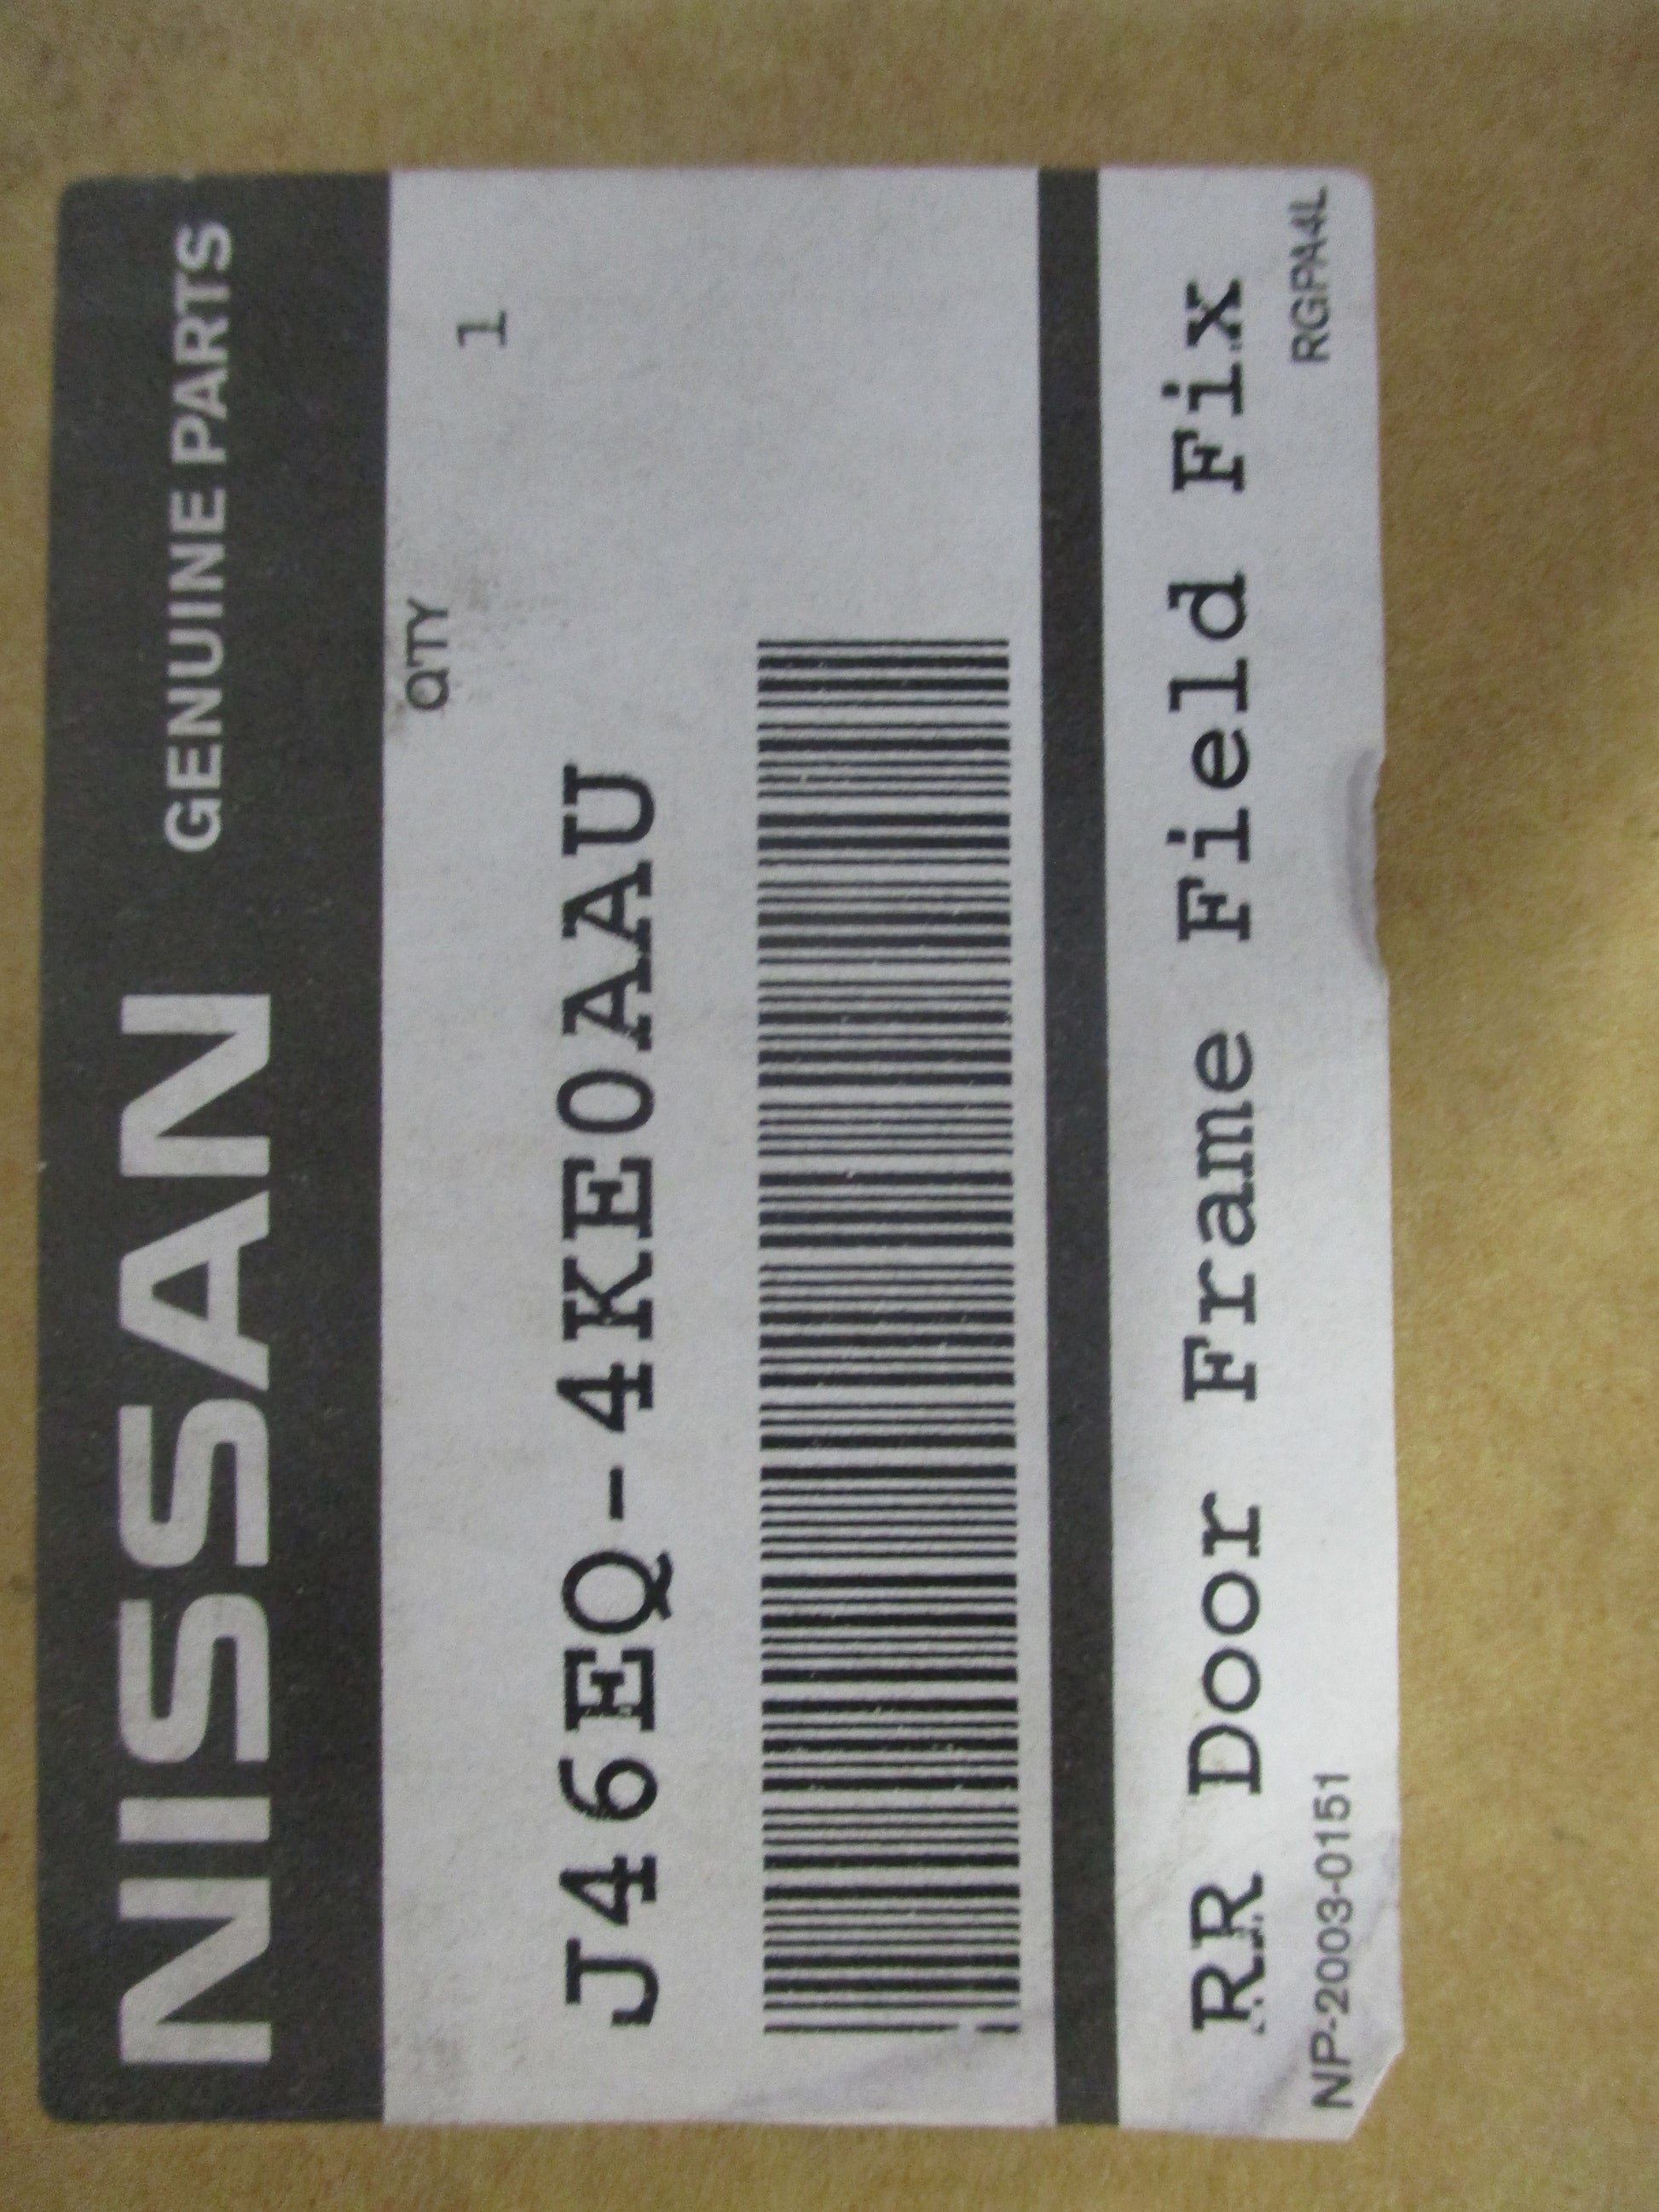 NISSAN GENUINE PARTS
QTY
1
J46EQ-4KE0AAU
RR Door Frame Field Fix
NP-2003-0151 RGPA4L